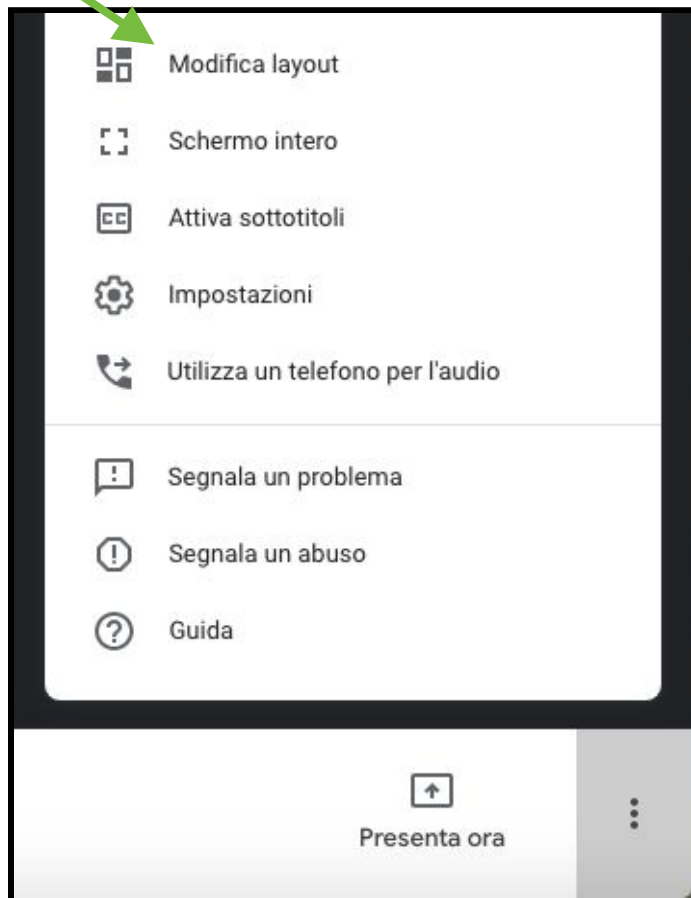 Modifica layout
Schermo intero
CC
Attiva sottotitoli
Impostazioni
Utilizza un telefono per l'audio
Segnala un problema
Segnala un abuso
Guida
Presenta ora